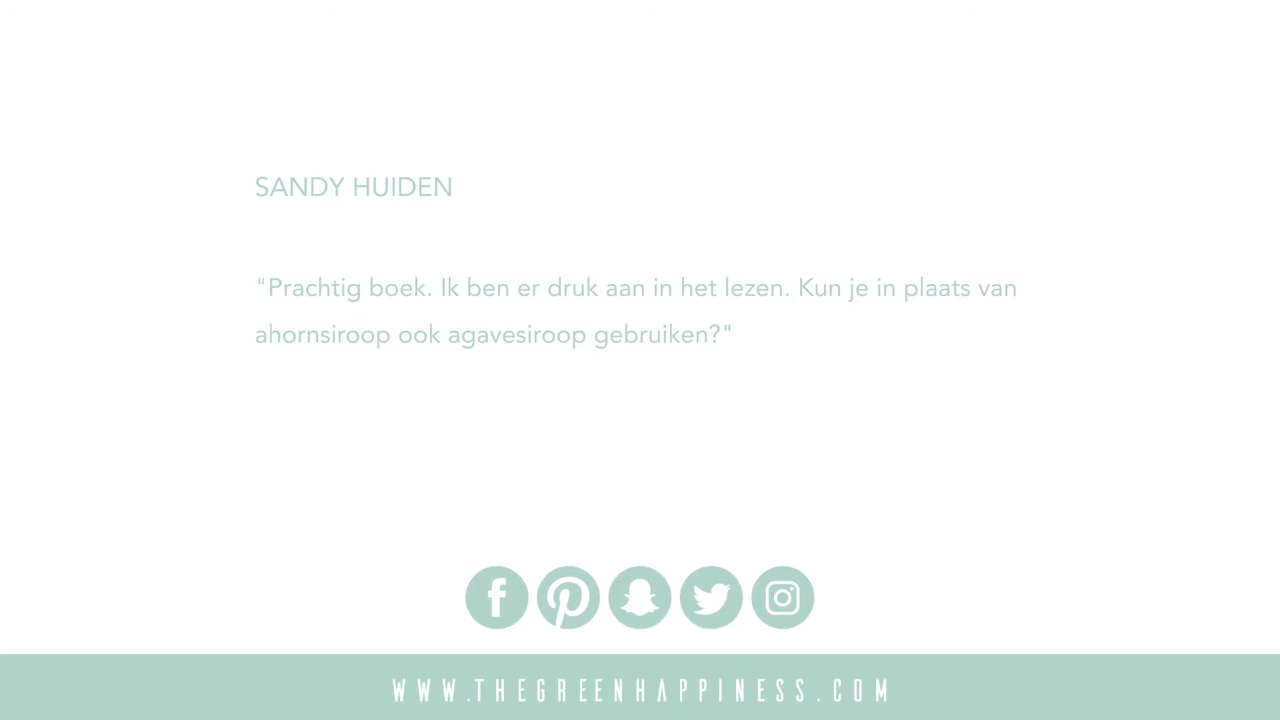 SANDY HUIDEN
"Prachtig boek. Ik ben er druk aan in het lezen. Kun je in plaats van
ahornsiroop ook agavesiroop gebruiken?"
WWW.THEGREENHAPPINESS.COM